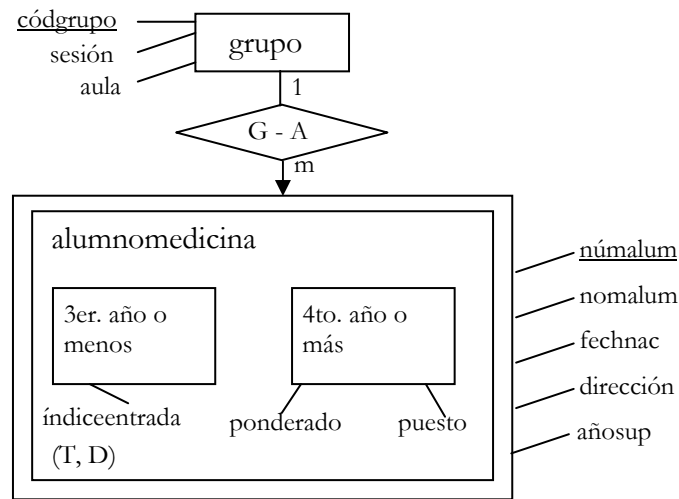 códgrupo
sesión
aula
grupo
1
G - A
m
alumnomedicina
3er. año o
menos
4to. año o
más
índiceentrada
ponderado
puesto
(T, D)
númalum
nomalum
fechnac
dirección
añosup